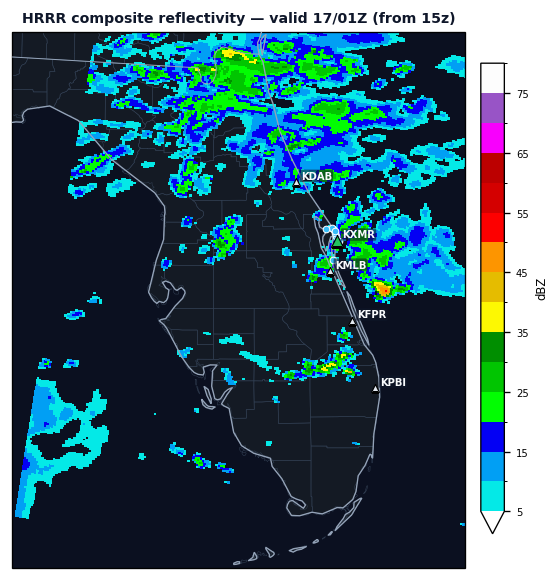 HRRR composite reflectivity — valid 17/01Z (from 15z)
75
65
55
45
35
25
15
5
dBZ
KDAB
KXMR
KMLB
KFPR
KPBI